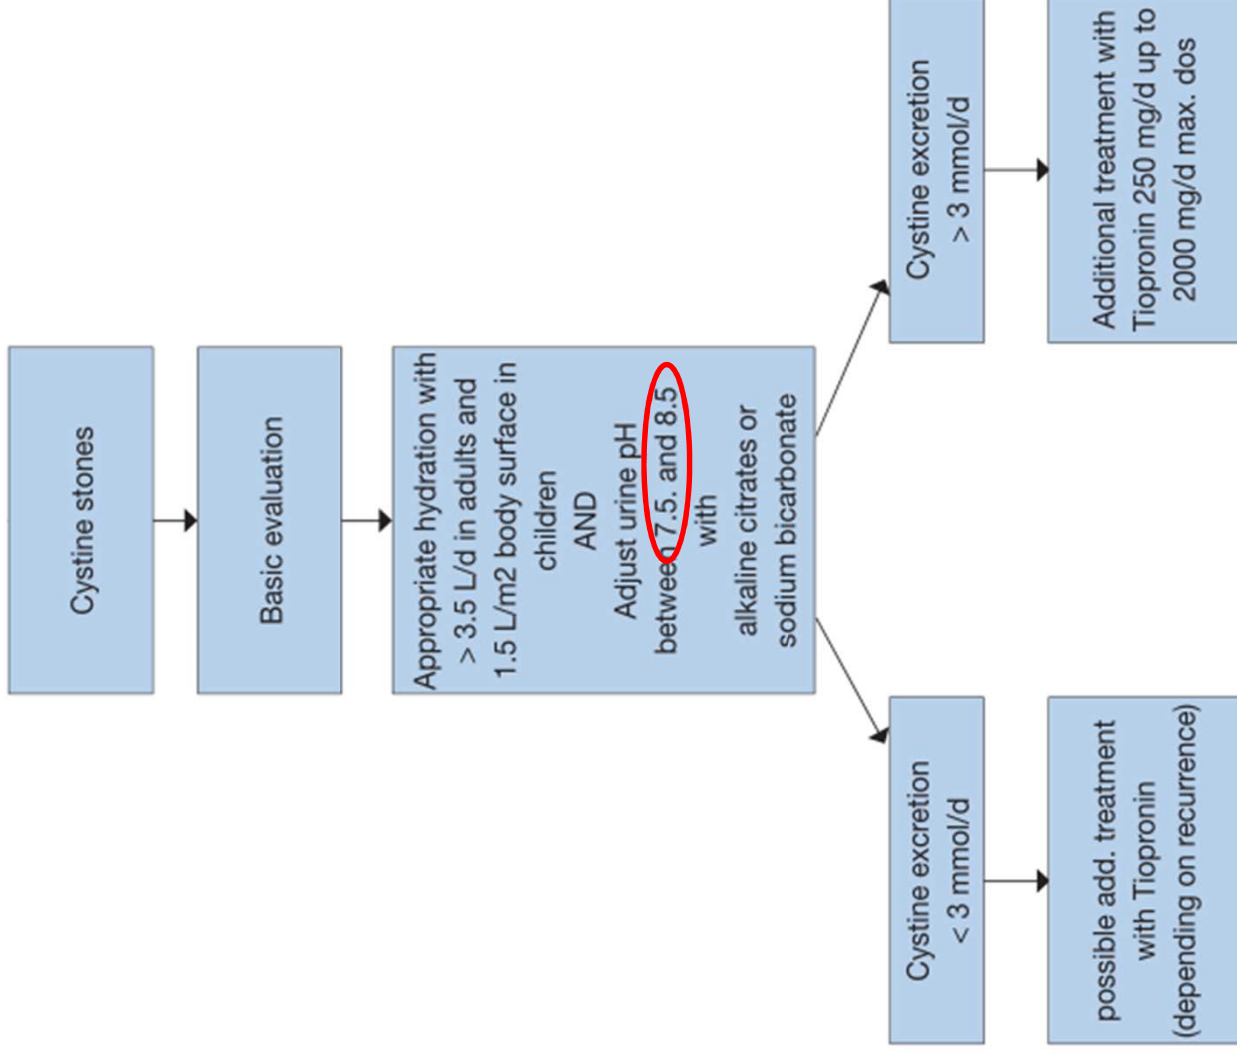 Cystine stones
Basic evaluation
Appropriate hydration with
> 3.5 L/d in adults and
1.5 L/m2 body surface in
children
AND
Adjust urine pH
between 7.5. and 8.5
with
alkaline citrates or
sodium bicarbonate
Cystine excretion
< 3 mmol/d
possible add. treatment
with Tiopronin
(depending on recurrence)
Cystine excretion
> 3 mmol/d
Additional treatment with
Tiopronin 250 mg/d up to
2000 mg/d max. dos